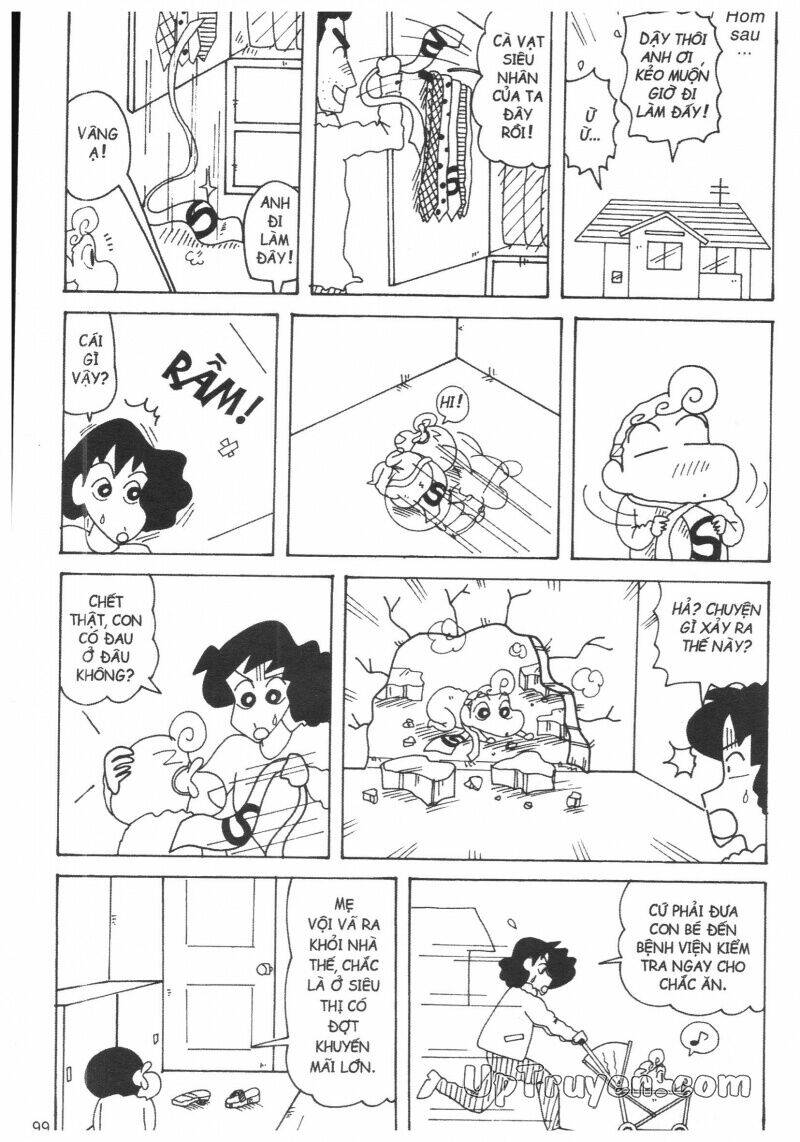 Hôm
sau
...
DẬY THÔI
ANH ƠI,
KẺO MUỘN
GIỜ ĐI
LÀM ĐẤY!
Ừ
Ừ...
CÀ VẠT
SIÊU
NHÂN
CỦA TA
ĐÂY
RỒI!
S
S
ANH
ĐI
LÀM
ĐÂY!
VÂNG
Ạ!
S
S
HI!
S
RẦM!
CÁI
GÌ
VẬY?
HẢ? CHUYỆN
GÌ XẢY RA
THẾ NÀY?
S
CHẾT
THẬT, CON
CÓ ĐAU
Ở ĐÂU
KHÔNG?
S
CỨ PHẢI ĐƯA
CON BÉ ĐẾN
BỆNH VIỆN KIỂM
TRA NGAY CHO
CHẮC ĂN.
MẸ
VỘI VÃ RA
KHỎI NHÀ
THẾ, CHẮC
LÀ Ở SIÊU
THỊ CÓ
ĐỢT
KHUYẾN
MÃI LỚN.
UpTruyen.com
99